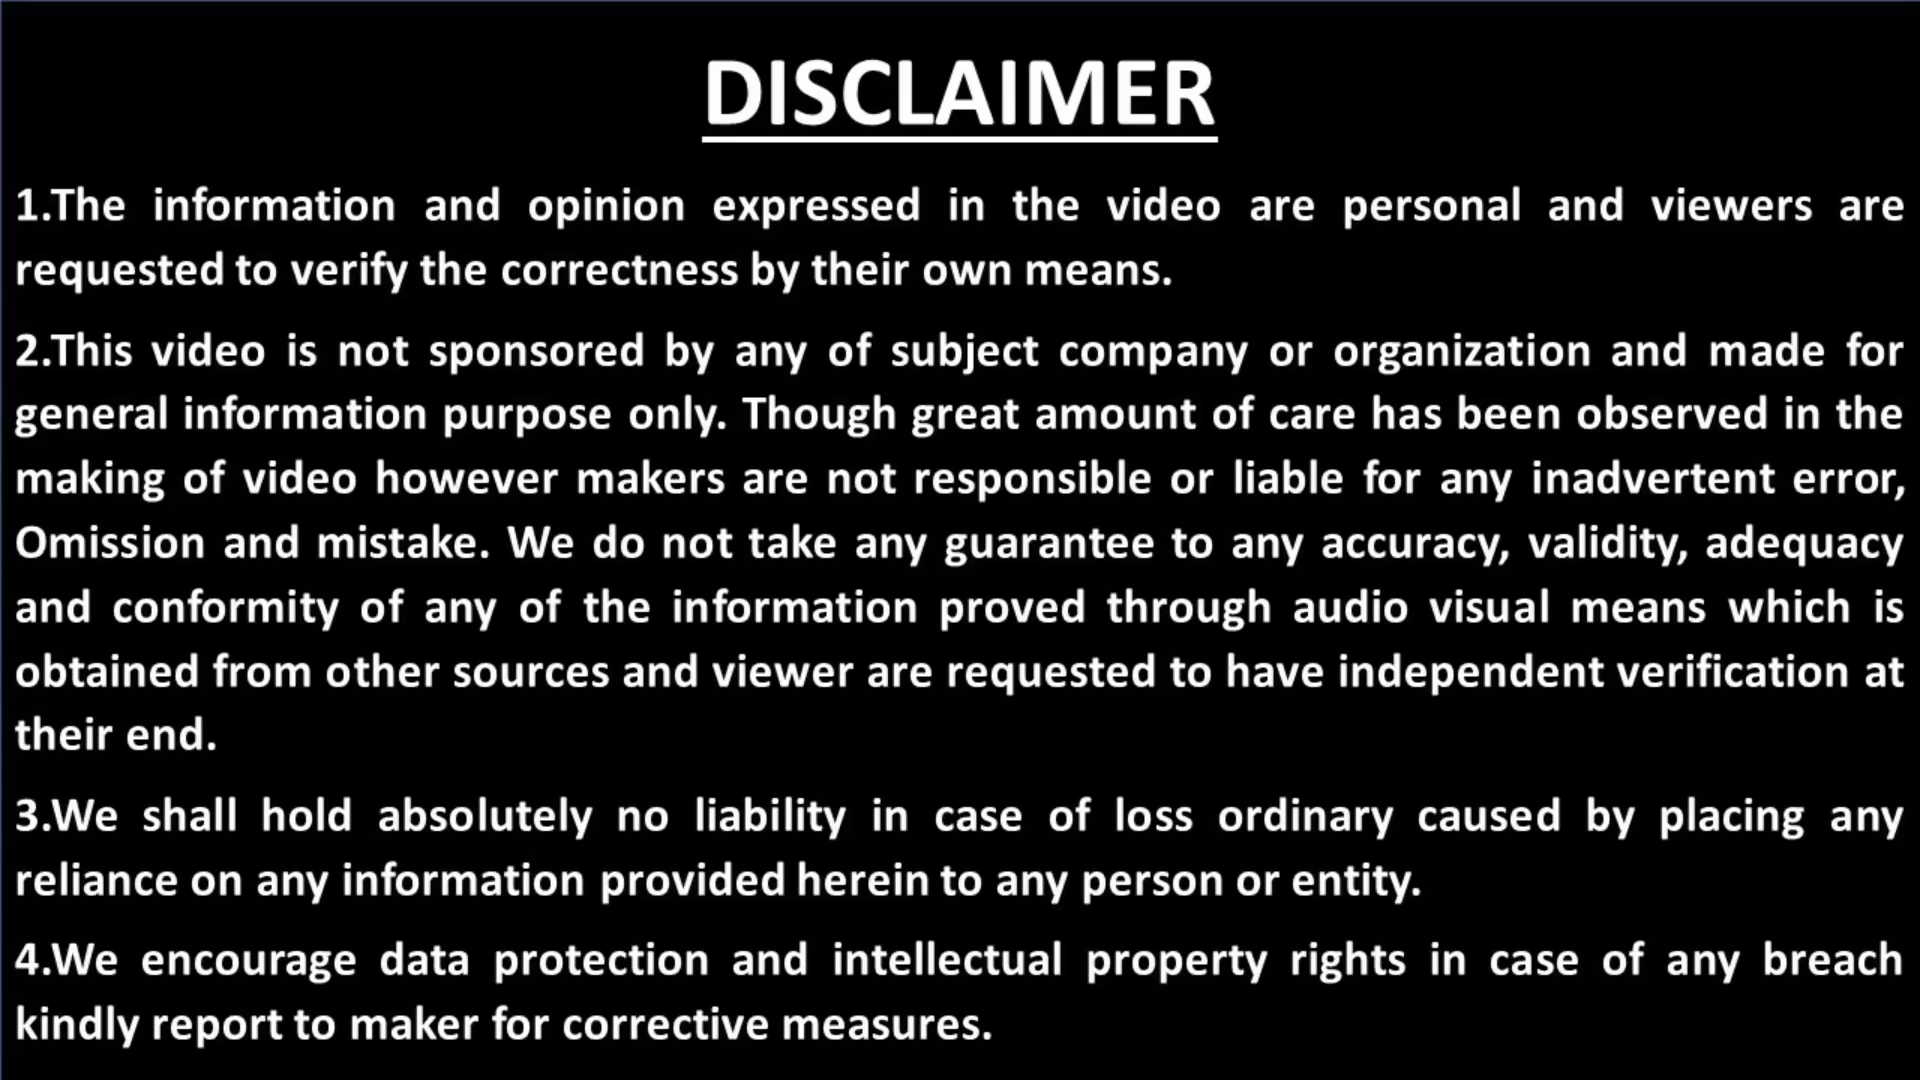 DISCLAIMER
1.The information and opinion expressed in the video are personal and viewers are
requested to verify the correctness by their own means.
2.This video is not sponsored by any of subject company or organization and made for
general information purpose only. Though great amount of care has been observed in the
making of video however makers are not responsible or liable for any inadvertent error,
Omission and mistake. We do not take any guarantee to any accuracy, validity, adequacy
and conformity of any of the information proved through audio visual means which is
obtained from other sources and viewer are requested to have independent verification at
their end.
3.We shall hold absolutely no liability in case of loss ordinary caused by placing any
reliance on any information provided herein to any person or entity.
4.We encourage data protection and intellectual property rights in case of any breach
kindly report to maker for corrective measures.